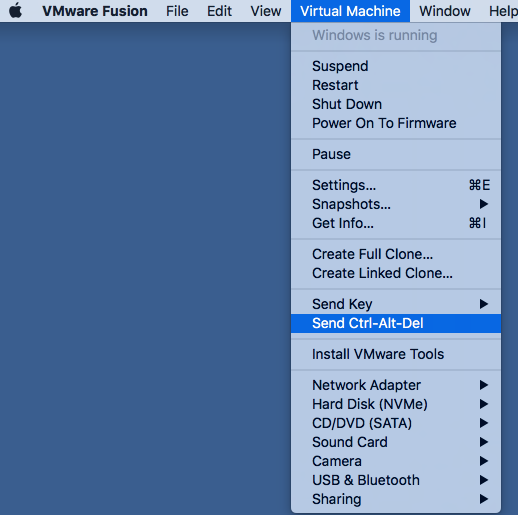 VMware Fusion File Edit View Virtual Machine Window Help
Windows is running
Suspend
Restart
Shut Down
Power On To Firmware
Pause
Settings... ⌘E
Snapshots...
Get Info... ⌘I
Create Full Clone...
Create Linked Clone...
Send Key
Send Ctrl-Alt-Del
Install VMware Tools
Network Adapter
Hard Disk (NVMe)
CD/DVD (SATA)
Sound Card
Camera
USB & Bluetooth
Sharing